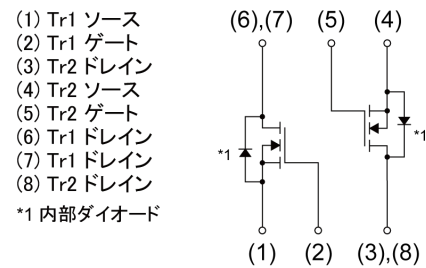 (1) Tr1 ソース
(2) Tr1 ゲート
(3) Tr2 ドレイン
(4) Tr2 ソース
(5) Tr2 ゲート
(6) Tr1 ドレイン
(7) Tr1 ドレイン
(8) Tr2 ドレイン
*1 内部ダイオード
(6),(7) (5) (4)
*1 *1
(1) (2) (3),(8)